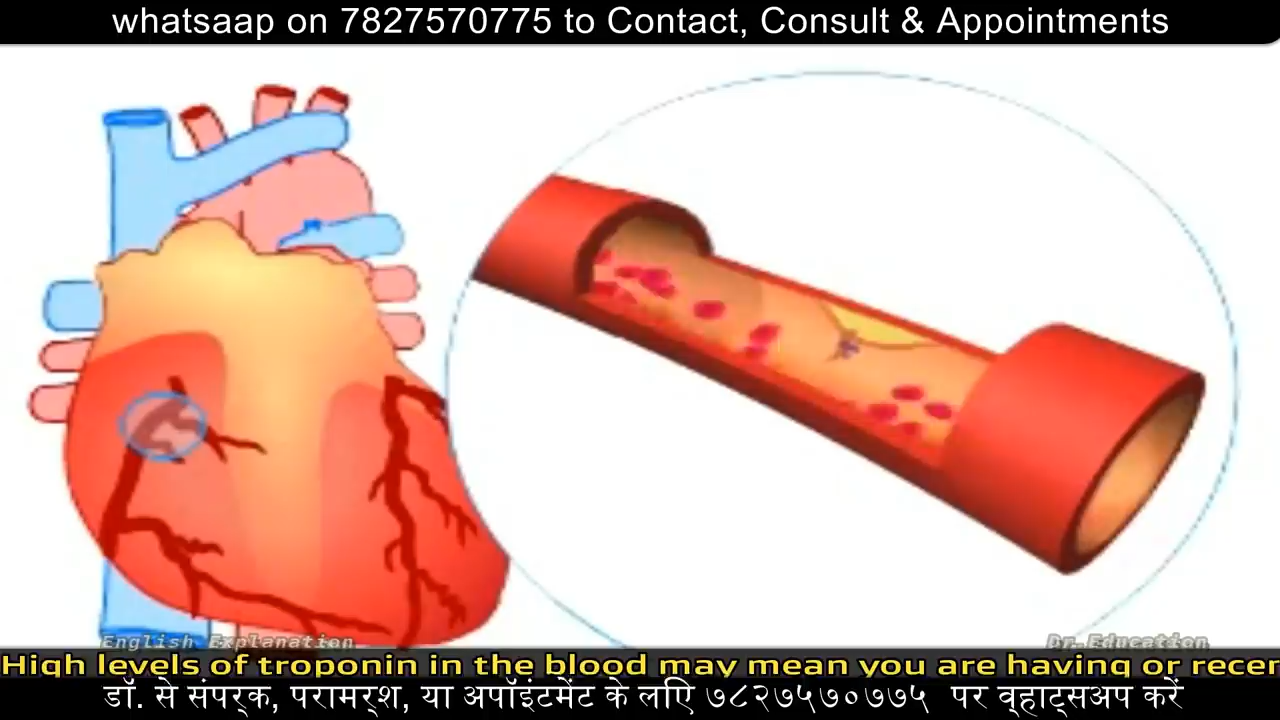 whatsaap on 7827570775 to Contact, Consult & Appointments
English Explanation
Dr.Education
High levels of troponin in the blood may mean you are having or recen
डॉ. से संपर्क, परामर्श, या अपॉइंटमेंट के लिए ७८२७५७०७७५ पर व्हाट्सअप करें